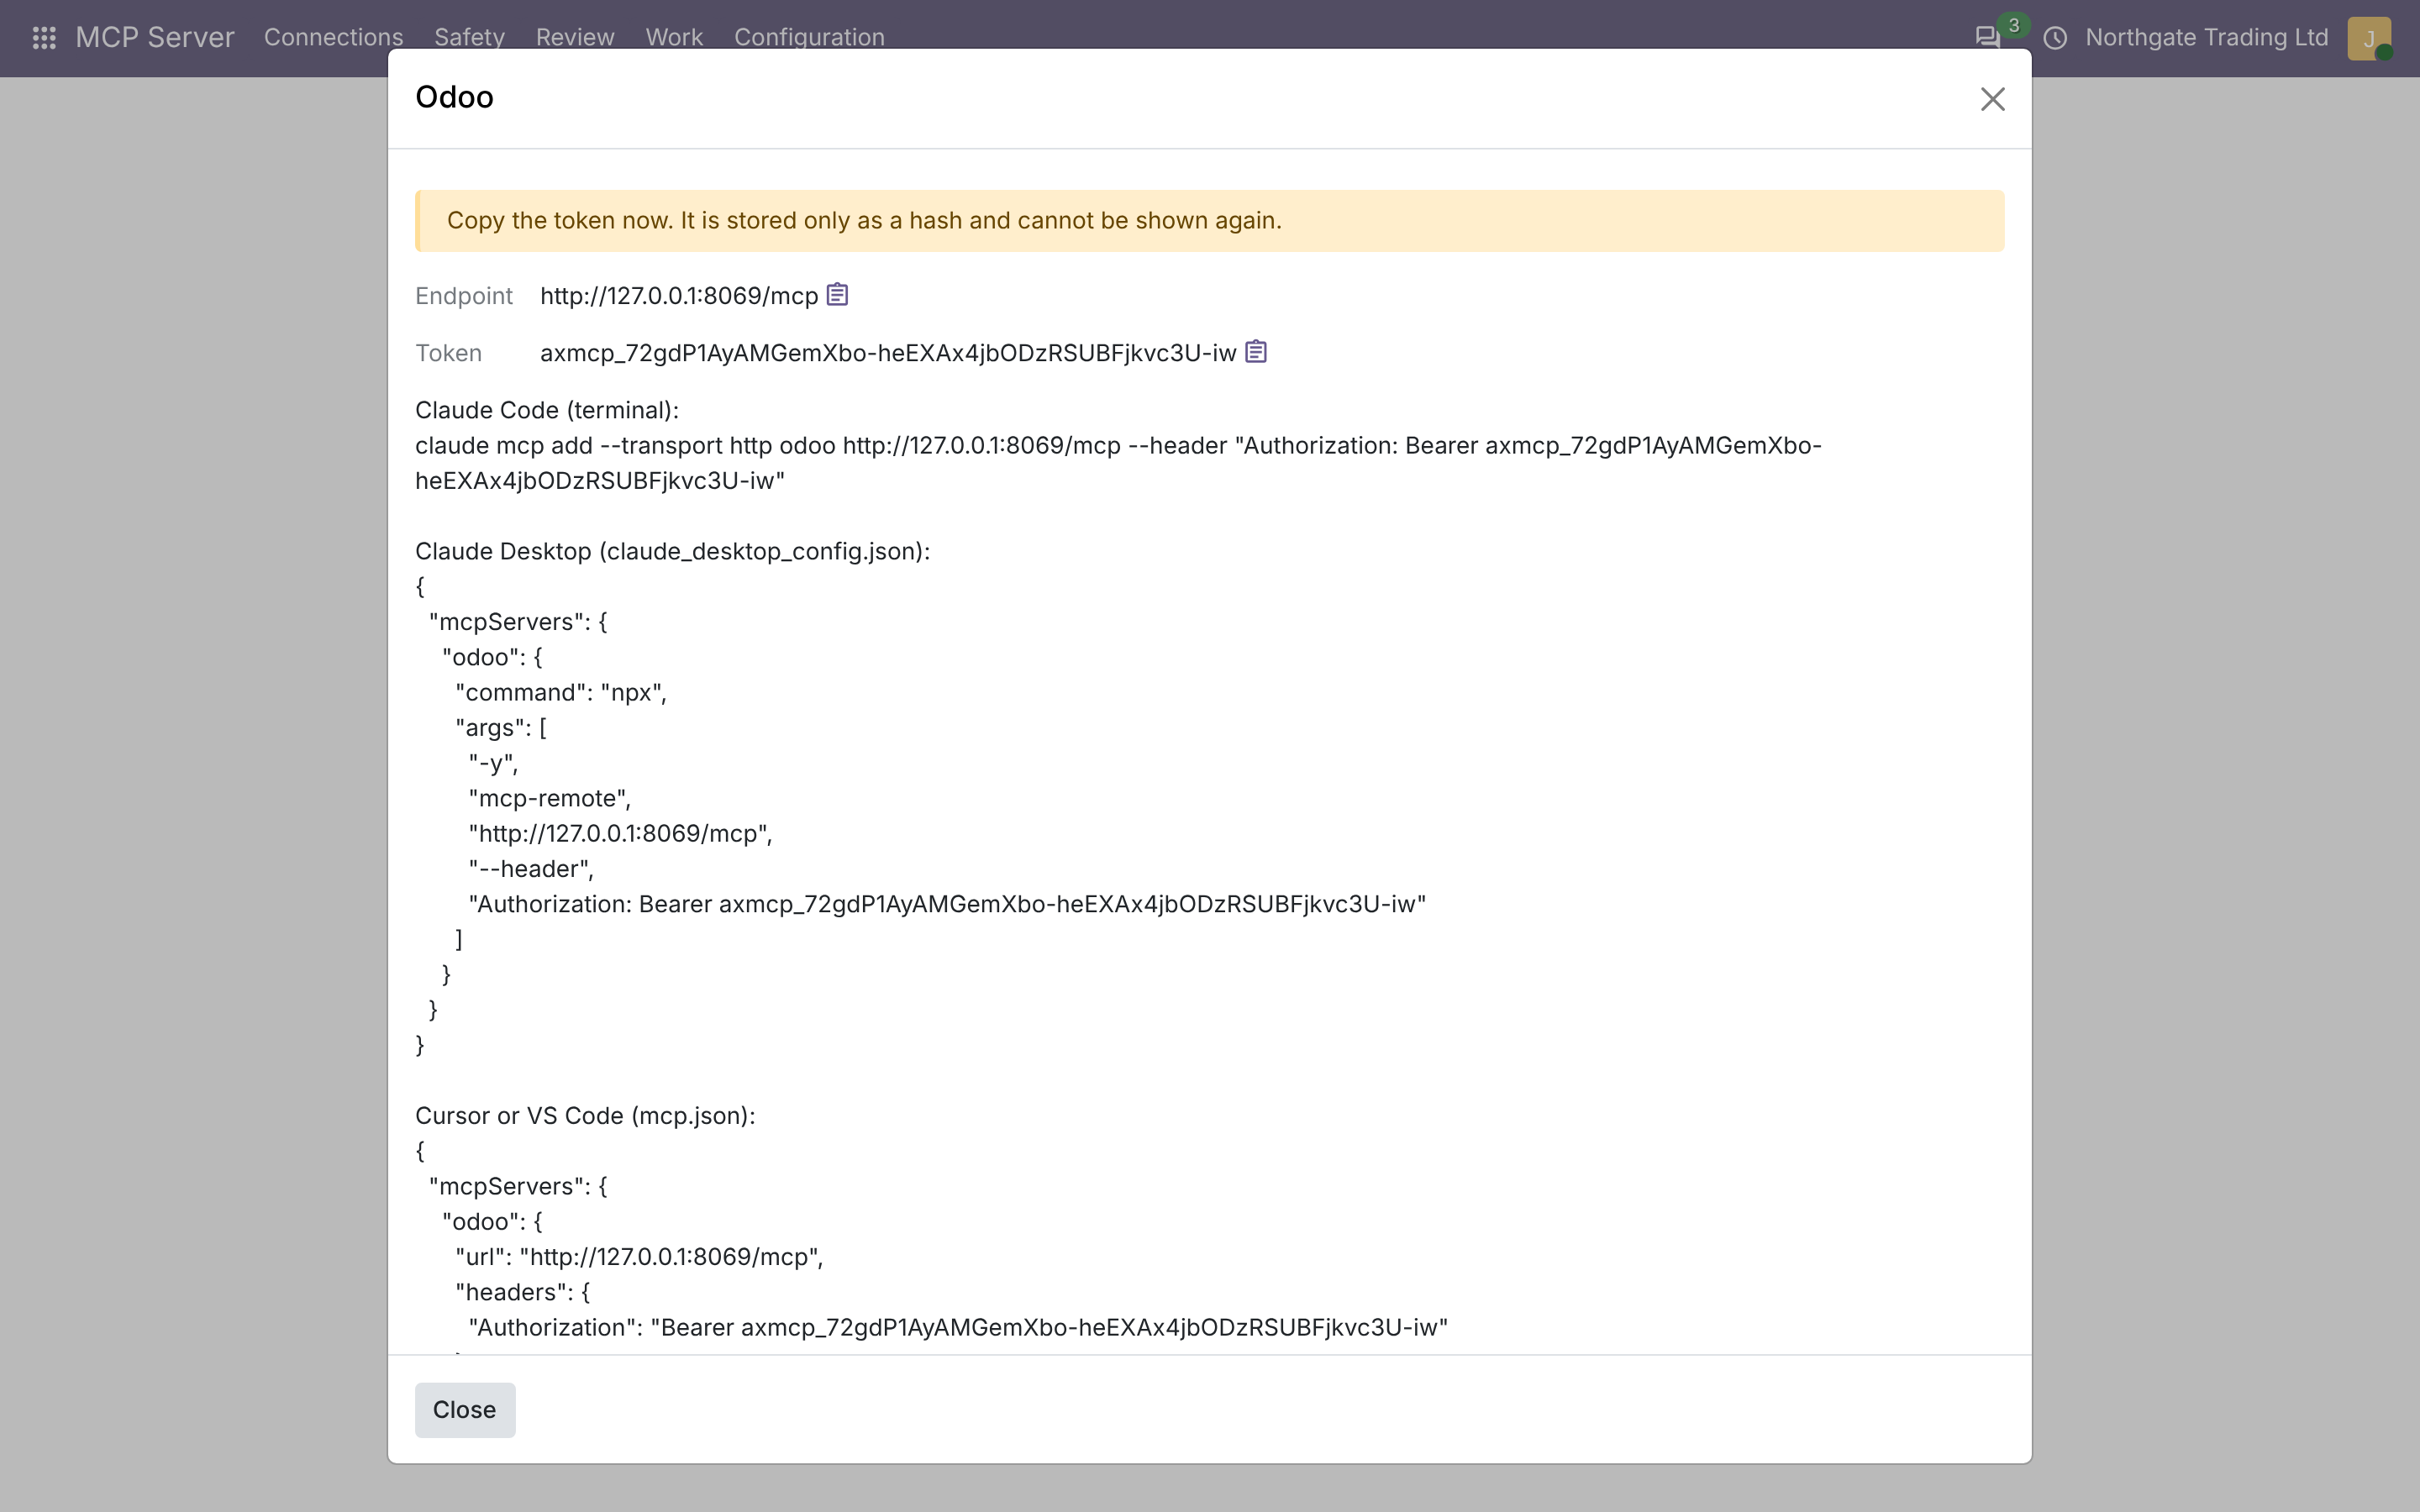 MCP Server Connections Safety Review Work Configuration 3 Northgate Trading Ltd J
Odoo
Copy the token now. It is stored only as a hash and cannot be shown again.
Endpoint http://127.0.0.1:8069/mcp
Token axmcp_72gdP1AyAMGemXbo-heEXAx4jbODzRSUBFjkvc3U-iw
Claude Code (terminal):
claude mcp add --transport http odoo http://127.0.0.1:8069/mcp --header "Authorization: Bearer axmcp_72gdP1AyAMGemXbo-
heEXAx4jbODzRSUBFjkvc3U-iw"
Claude Desktop (claude_desktop_config.json):
{
"mcpServers": {
"odoo": {
"command": "npx",
"args": [
"-y",
"mcp-remote",
"http://127.0.0.1:8069/mcp",
"--header",
"Authorization: Bearer axmcp_72gdP1AyAMGemXbo-heEXAx4jbODzRSUBFjkvc3U-iw"
]
}
}
}
Cursor or VS Code (mcp.json):
{
"mcpServers": {
"odoo": {
"url": "http://127.0.0.1:8069/mcp",
"headers": {
"Authorization": "Bearer axmcp_72gdP1AyAMGemXbo-heEXAx4jbODzRSUBFjkvc3U-iw"
Close